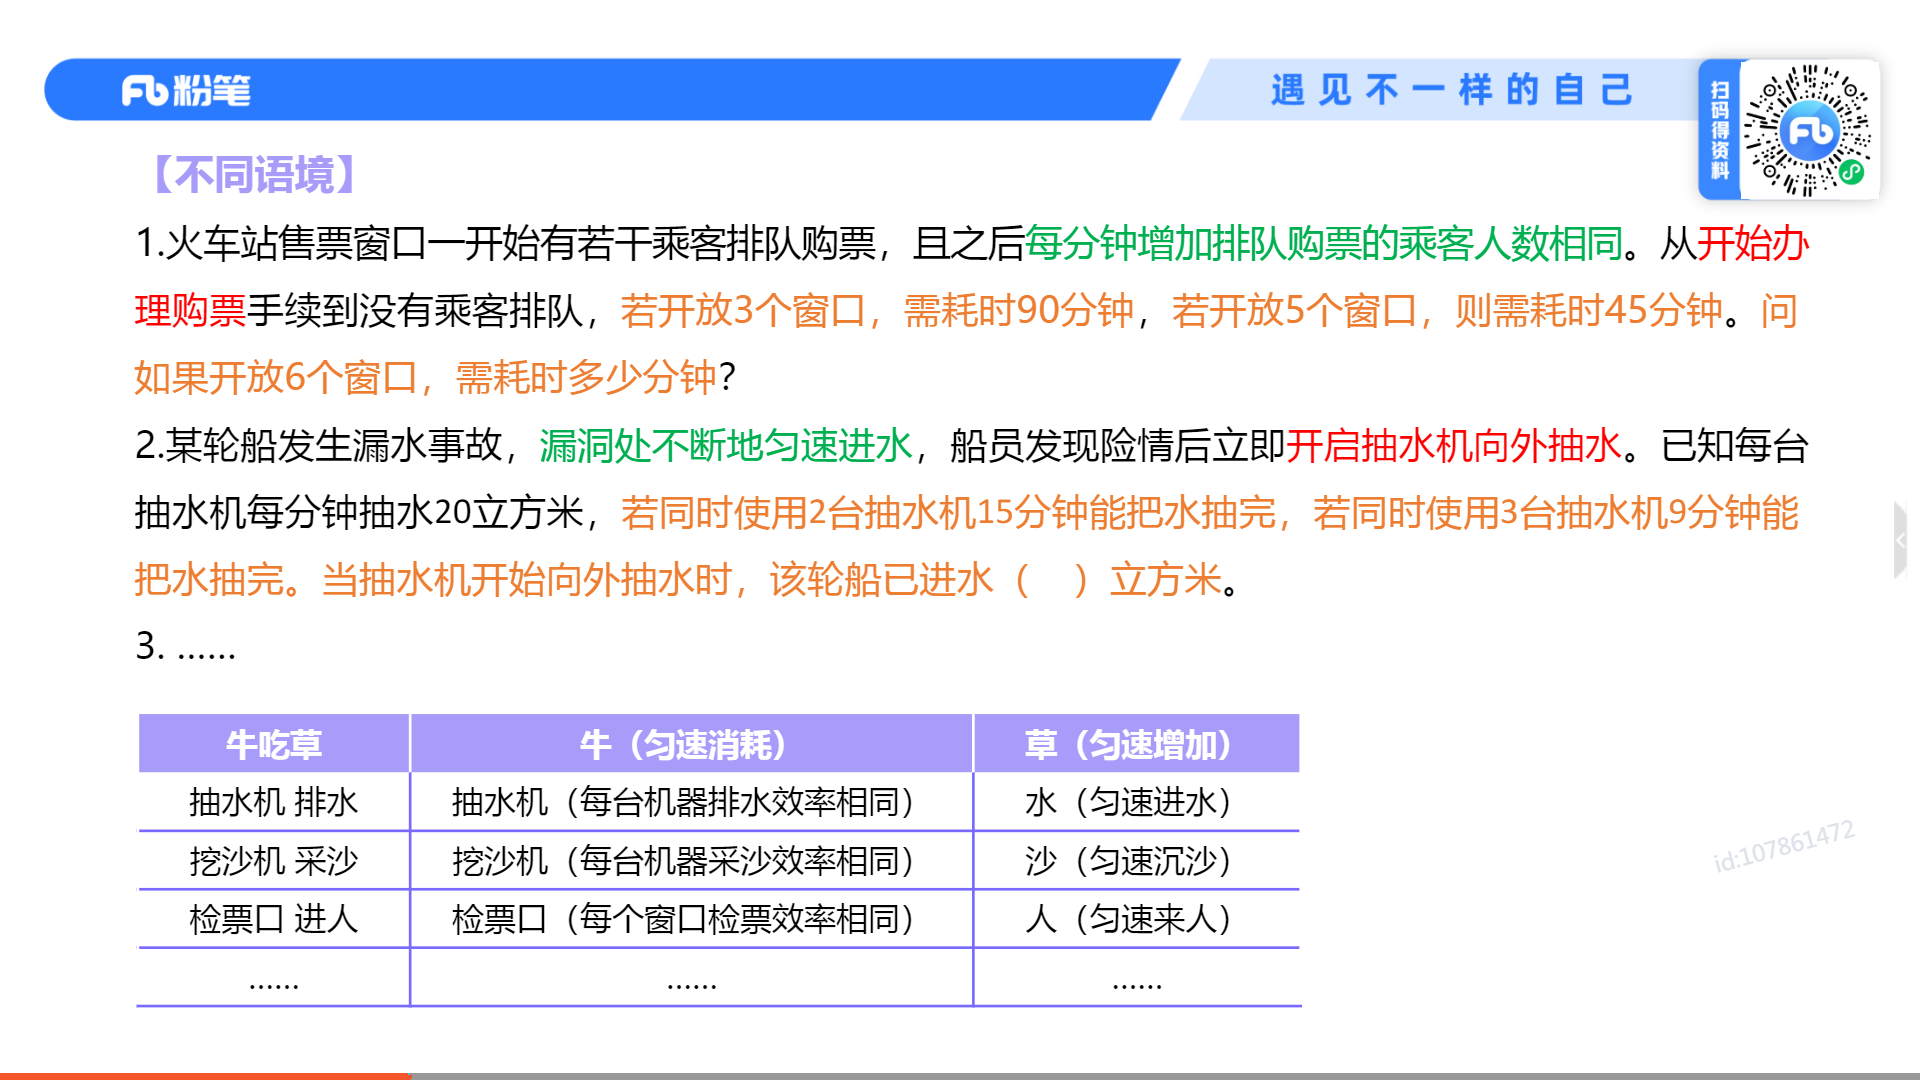 粉笔
遇见不一样的自己
扫码得资料
【不同语境】
1.火车站售票窗口一开始有若干乘客排队购票，且之后每分钟增加排队购票的乘客人数相同。从开始办
理购票手续到没有乘客排队，若开放3个窗口，需耗时90分钟，若开放5个窗口，则需耗时45分钟。问
如果开放6个窗口，需耗时多少分钟？
2.某轮船发生漏水事故，漏洞处不断地匀速进水，船员发现险情后立即开启抽水机向外抽水。已知每台
抽水机每分钟抽水20立方米，若同时使用2台抽水机15分钟能把水抽完，若同时使用3台抽水机9分钟能
把水抽完。当抽水机开始向外抽水时，该轮船已进水（ ）立方米。
3. ……
牛吃草 牛（匀速消耗） 草（匀速增加）
抽水机 排水 抽水机（每台机器排水效率相同） 水（匀速进水）
挖沙机 采沙 挖沙机（每台机器采沙效率相同） 沙（匀速沉沙）
检票口 进人 检票口（每个窗口检票效率相同） 人（匀速来人）
…… …… ……
id:107861472